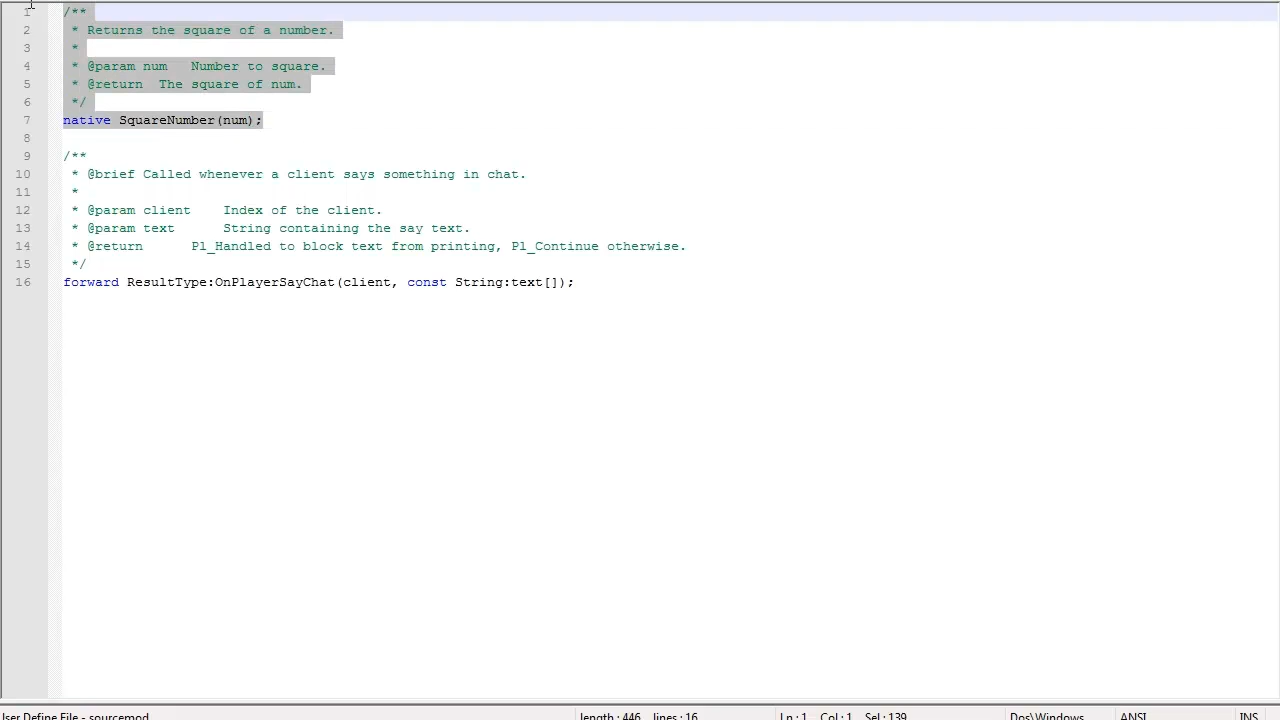 1 /**
2  * Returns the square of a number.
3  *
4  * @param num   Number to square.
5  * @return  The square of num.
6  */
7 native SquareNumber(num);
8
9 /**
10  * @brief Called whenever a client says something in chat.
11  *
12  * @param client    Index of the client.
13  * @param text      String containing the say text.
14  * @return      Pl_Handled to block text from printing, Pl_Continue otherwise.
15  */
16 forward ResultType:OnPlayerSayChat(client, const String:text[]);
User Define File - sourcemod length : 446 lines : 16 Ln : 1 Col : 1 Sel : 139 Dos\Windows ANSI INS